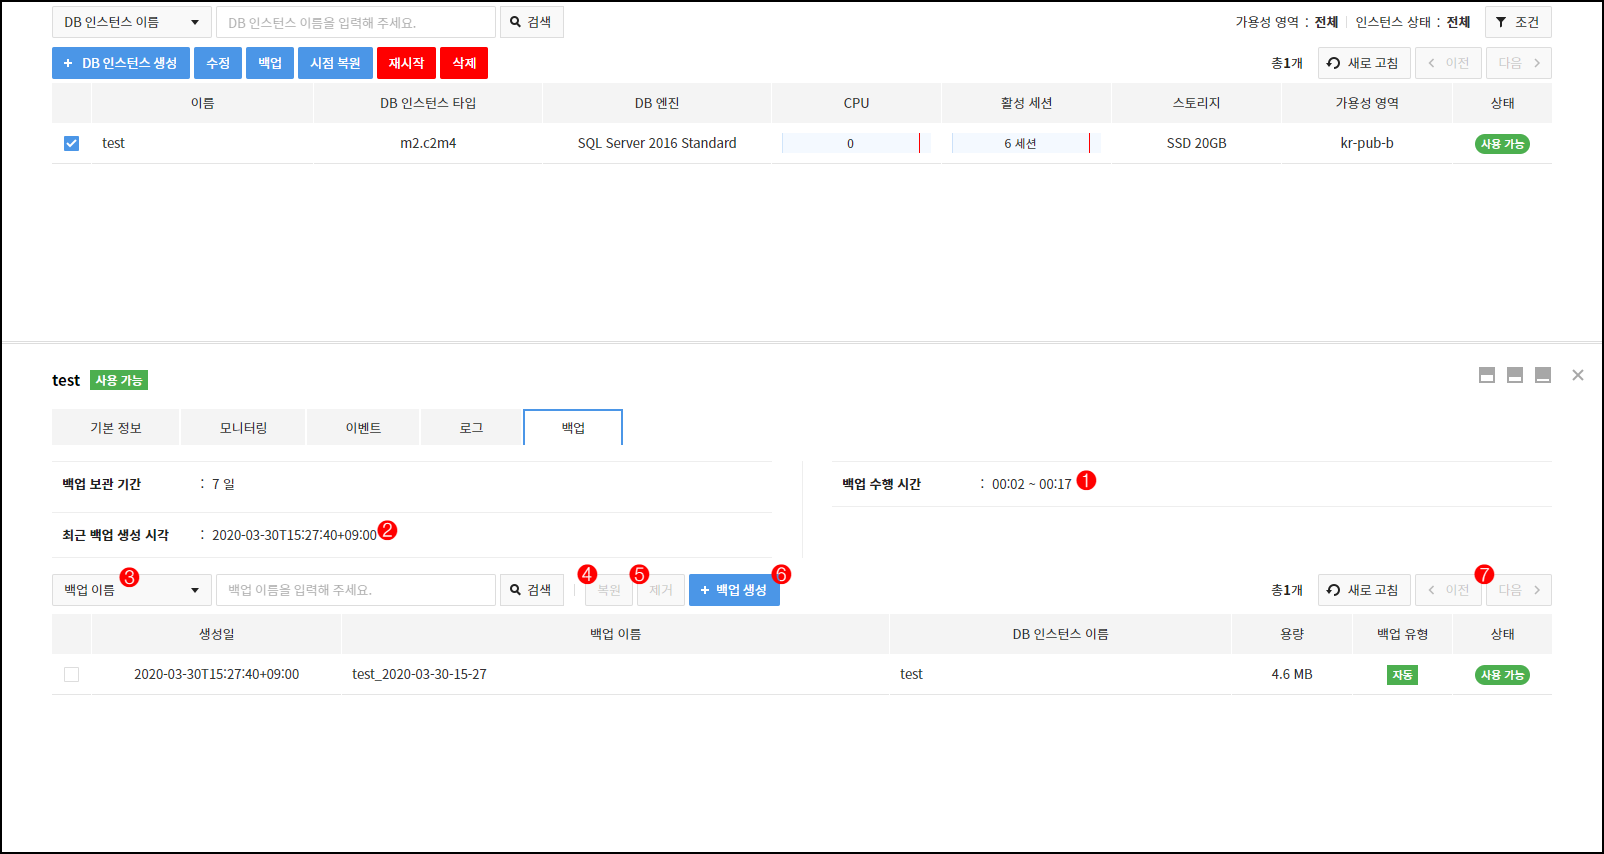 DB 인스턴스 이름 DB 인스턴스 이름을 입력해 주세요. 검색 가용성 영역 : 전체 인스턴스 상태 : 전체 조건
+ DB 인스턴스 생성 수정 백업 시점 복원 재시작 삭제 총1개 새로 고침 < 이전 다음 >
이름 DB 인스턴스 타입 DB 엔진 CPU 활성 세션 스토리지 가용성 영역 상태
test m2.c2m4 SQL Server 2016 Standard 0 6 세션 SSD 20GB kr-pub-b 사용 가능
test 사용 가능
기본 정보 모니터링 이벤트 로그 백업
백업 보관 기간 : 7 일 백업 수행 시간 : 00:02 ~ 00:17 1
최근 백업 생성 시각 : 2020-03-30T15:27:40+09:00 2
백업 이름 3 백업 이름을 입력해 주세요. 검색 4 복원 5 제거 + 백업 생성 6 총1개 새로 고침 < 이전 7 다음 >
생성일 백업 이름 DB 인스턴스 이름 용량 백업 유형 상태
2020-03-30T15:27:40+09:00 test_2020-03-30-15-27 test 4.6 MB 자동 사용 가능